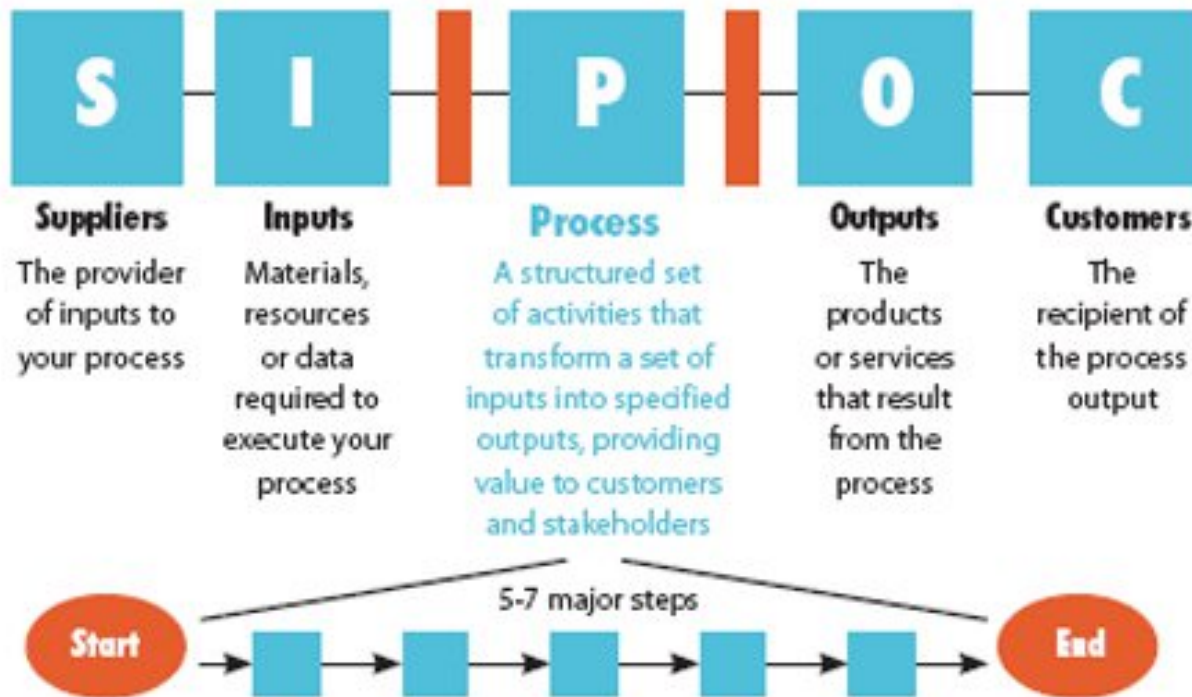 S I P O C
Suppliers
The provider
of inputs to
your process
Inputs
Materials,
resources
or data
required to
execute your
process
Process
A structured set
of activities that
transform a set of
inputs into specified
outputs, providing
value to customers
and stakeholders
Outputs
The
products
or services
that result
from the
process
Customers
The
recipient of
the process
output
5-7 major steps
Start
End